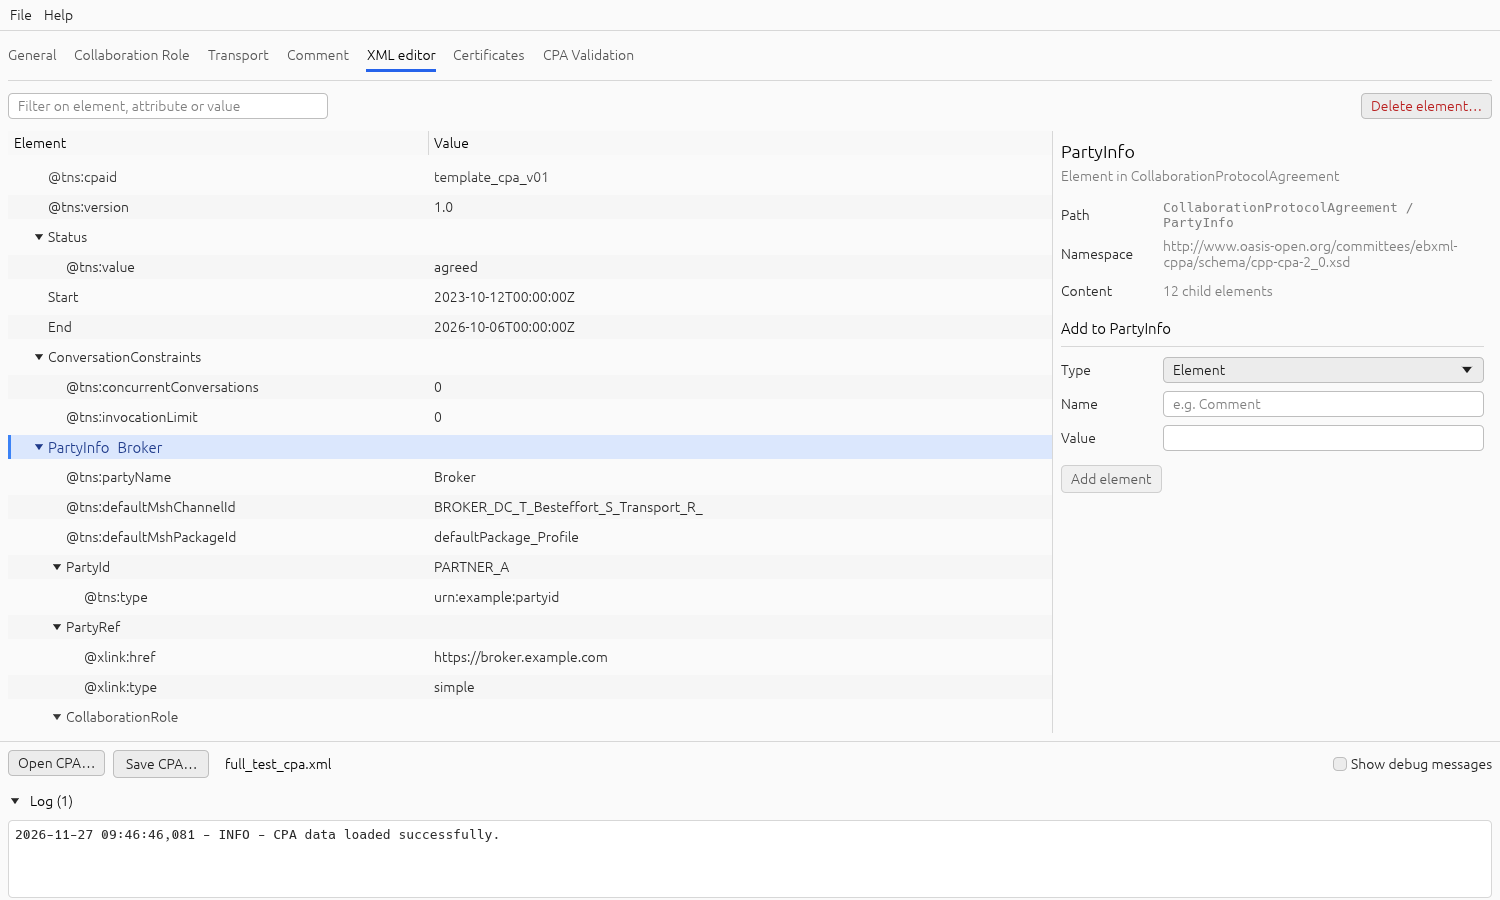 File Help
General Collaboration Role Transport Comment XML editor Certificates CPA Validation
Filter on element, attribute or value
Delete element...
Element Value
@tns:cpaid template_cpa_v01
@tns:version 1.0
Status
@tns:value agreed
Start 2023-10-12T00:00:00Z
End 2026-10-06T00:00:00Z
ConversationConstraints
@tns:concurrentConversations 0
@tns:invocationLimit 0
PartyInfo Broker
@tns:partyName Broker
@tns:defaultMshChannelId BROKER_DC_T_Besteffort_S_Transport_R_
@tns:defaultMshPackageId defaultPackage_Profile
PartyId PARTNER_A
@tns:type urn:example:partyid
PartyRef
@xlink:href https://broker.example.com
@xlink:type simple
CollaborationRole
PartyInfo
Element in CollaborationProtocolAgreement
Path CollaborationProtocolAgreement /
PartyInfo
Namespace http://www.oasis-open.org/committees/ebxml-
cppa/schema/cpp-cpa-2_0.xsd
Content 12 child elements
Add to PartyInfo
Type Element
Name e.g. Comment
Value
Add element
Open CPA... Save CPA... full_test_cpa.xml
Show debug messages
Log (1)
2026-11-27 09:46:46,081 - INFO - CPA data loaded successfully.